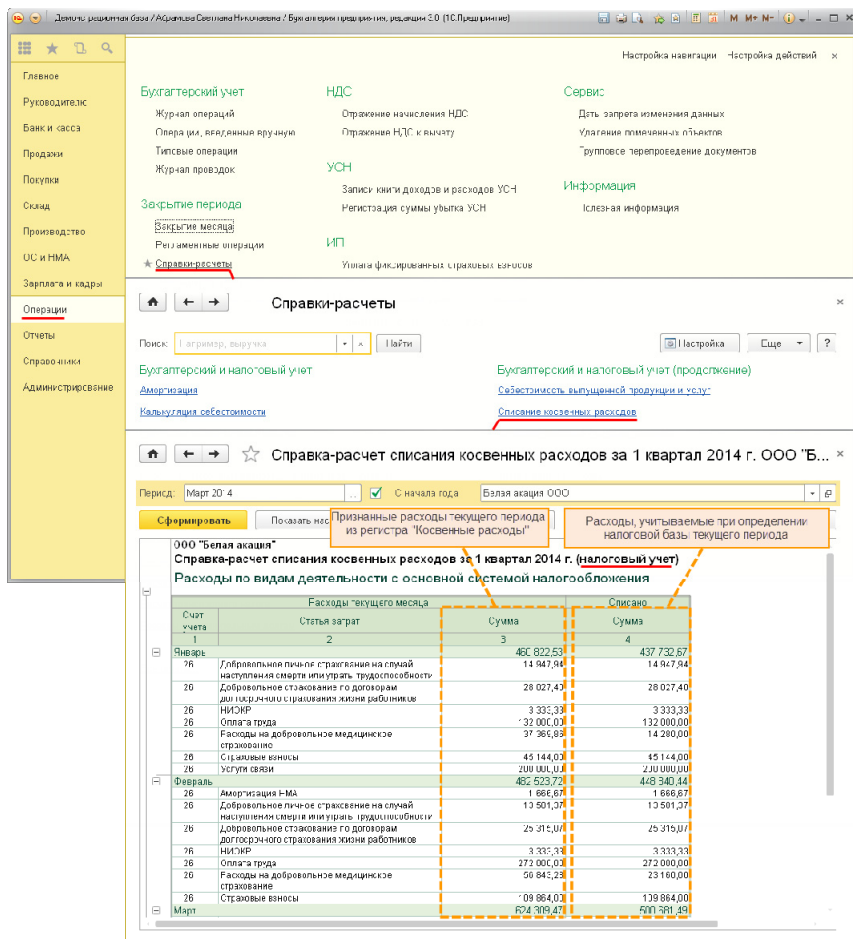 Демонстрационная база / Абрамова Светлана Николаевна / Бухгалтерия предприятия, редакция 3.0 (1С:Предприятие)
M M+ M-
Настройка навигации Настройка действий ×
Главное
Руководителю
Банк и касса
Продажи
Покупки
Склад
Производство
ОС и НМА
Зарплата и кадры
Операции
Отчеты
Справочники
Администрирование
Бухгалтерский учет
Журнал операций
Операции, введенные вручную
Типовые операции
Журнал проводок
Закрытие периода
Закрытие месяца
Регламентные операции
Справки-расчеты
НДС
Отражение начисления НДС
Отражение НДС к вычету
УСН
Записи книги доходов и расходов УСН
Регистрация суммы убытка УСН
ИП
Уплата фиксированных страховых взносов
Сервис
Даты запрета изменения данных
Удаление помеченных объектов
Групповое перепроведение документов
Информация
Полезная информация
Справки-расчеты ×
Поиск: Например, выручка Найти Настройка Еще ?
Бухгалтерский и налоговый учет Бухгалтерский и налоговый учет (продолжение)
Амортизация Себестоимость выпущенной продукции и услуг
Калькуляция себестоимости Списание косвенных расходов
Справка-расчет списания косвенных расходов за 1 квартал 2014 г. ООО "Б... ×
Период: Март 2014 ... С начала года Белая акация ООО
Сформировать Показать нас
Признанные расходы текущего периода
из регистра "Косвенные расходы"
Расходы, учитываемые при определении
налоговой базы текущего периода
ООО "Белая акация"
Справка-расчет списания косвенных расходов за 1 квартал 2014 г. (налоговый учет)
Расходы по видам деятельности с основной системой налогообложения
Расходы текущего месяца Списано
Счет учета Статья затрат Сумма Сумма
1 2 3 4
Январь 460 822,53 437 732,67
26 Добровольное личное страхование на случай 14 947,94 14 947,94
наступления смерти или утраты трудоспособности
26 Добровольное страхование по договорам 28 027,40 28 027,40
долгосрочного страхования жизни работников
26 НИОКР 3 333,33 3 333,33
26 Оплата труда 132 000,00 132 000,00
26 Расходы на добровольное медицинское 37 369,86 14 280,00
страхование
26 Страховые взносы 45 144,00 45 144,00
26 Услуги связи 200 000,00 200 000,00
Февраль 482 523,72 448 840,44
26 Амортизация НМА 1 666,67 1 666,67
26 Добровольное личное страхование на случай 13 501,37 13 501,37
наступления смерти или утраты трудоспособности
26 Добровольное страхование по договорам 25 315,07 25 315,07
долгосрочного страхования жизни работников
26 НИОКР 3 333,33 3 333,33
26 Оплата труда 272 000,00 272 000,00
26 Расходы на добровольное медицинское 56 843,28 23 160,00
страхование
26 Страховые взносы 109 864,00 109 864,00
Март 624 309,47